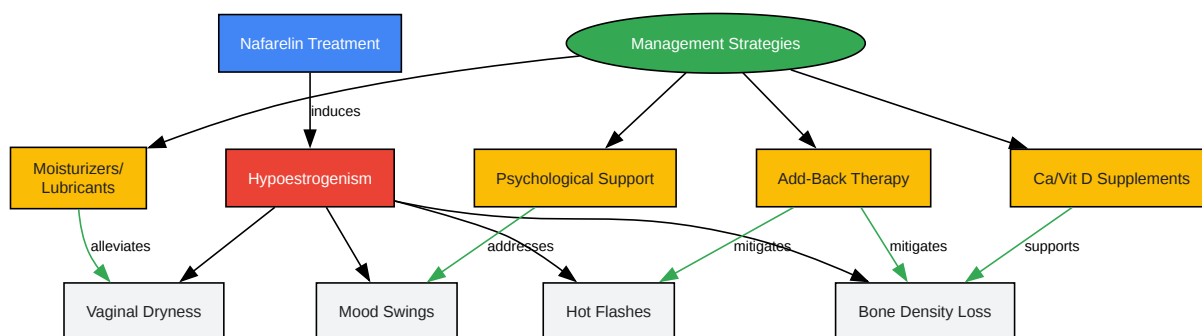 Nafarelin Treatment
Management Strategies
induces
Moisturizers/
Lubricants
Hypoestrogenism
Psychological Support
Add-Back Therapy
Ca/Vit D Supplements
alleviates
addresses
mitigates
mitigates
supports
Vaginal Dryness
Mood Swings
Hot Flashes
Bone Density Loss